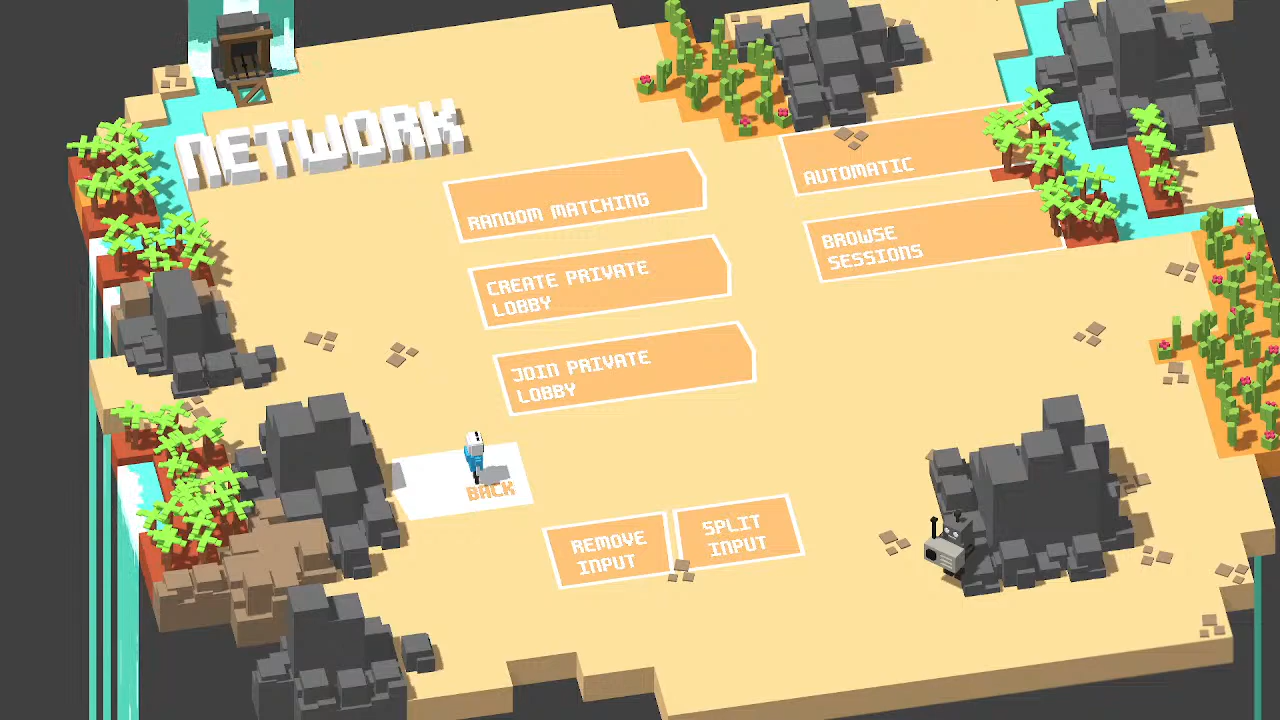 NETWORK
RANDOM MATCHING
CREATE PRIVATE
LOBBY
JOIN PRIVATE
LOBBY
AUTOMATIC
BROWSE
SESSIONS
BACK
REMOVE
INPUT
SPLIT
INPUT